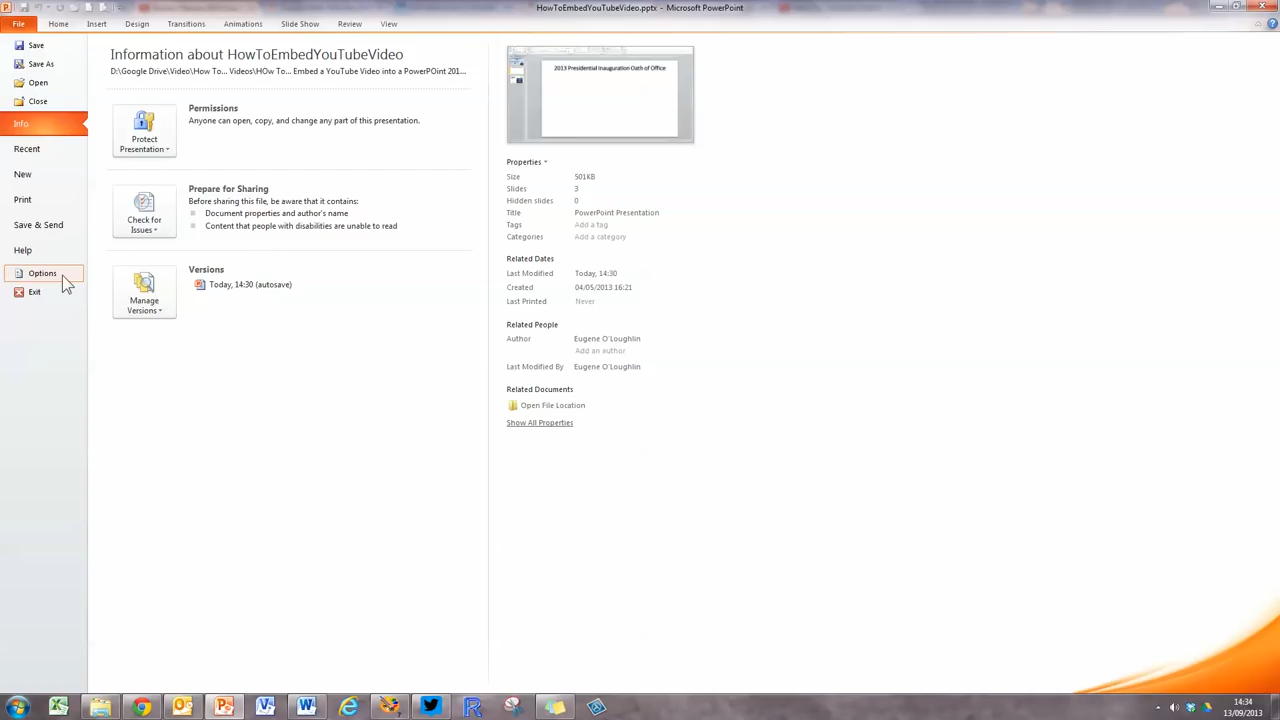 HowToEmbedYouTubeVideo.pptx - Microsoft PowerPoint
File Home Insert Design Transitions Animations Slide Show Review View
Save
Save As
Open
Close
Info
Recent
New
Print
Save & Send
Help
Options
Exit
Information about HowToEmbedYouTubeVideo
D:\Google Drive\Video\How To... Videos\HOw To... Embed a YouTube Video into a PowerPOint 201...
Protect
Presentation
Permissions
Anyone can open, copy, and change any part of this presentation.
Check for
Issues
Prepare for Sharing
Before sharing this file, be aware that it contains:
Document properties and author's name
Content that people with disabilities are unable to read
Manage
Versions
Versions
Today, 14:30 (autosave)
2013 Presidential Inauguration Oath of Office
Properties
Size 501KB
Slides 3
Hidden slides 0
Title PowerPoint Presentation
Tags Add a tag
Categories Add a category
Related Dates
Last Modified Today, 14:30
Created 04/05/2013 16:21
Last Printed Never
Related People
Author Eugene O'Loughlin
Add an author
Last Modified By Eugene O'Loughlin
Related Documents
Open File Location
Show All Properties
14:34
13/09/2013